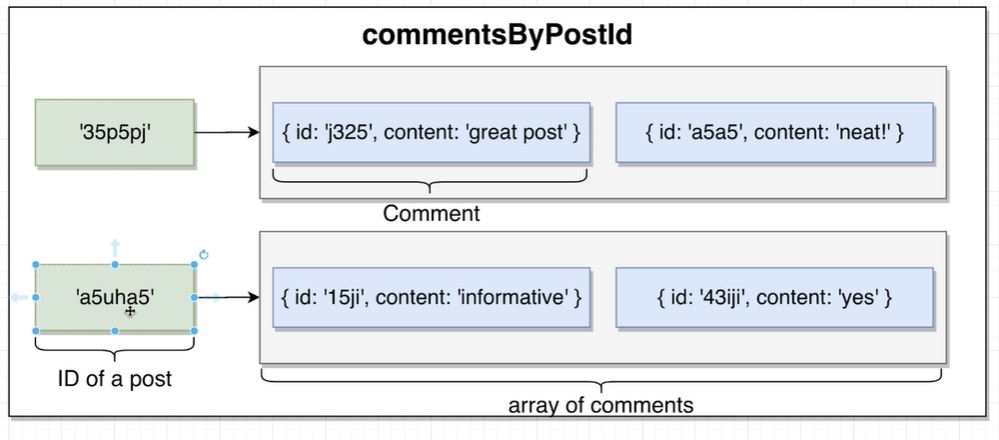 commentsByPostId
'35p5pj'
{ id: 'j325', content: 'great post' }
{ id: 'a5a5', content: 'neat!' }
Comment
'a5uha5'
{ id: '15ji', content: 'informative' }
{ id: '43iji', content: 'yes' }
ID of a post
array of comments